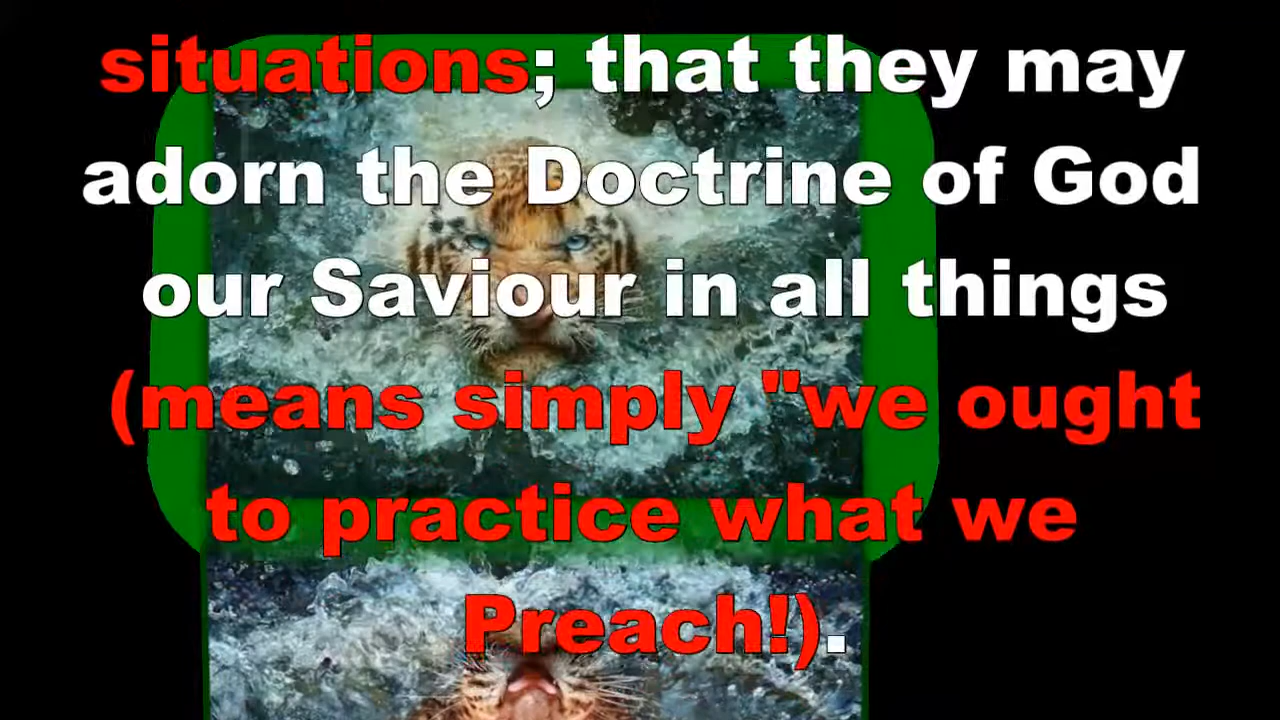 situations; that they may
adorn the Doctrine of God
our Saviour in all things
(means simply "we ought
to practice what we
Preach!).